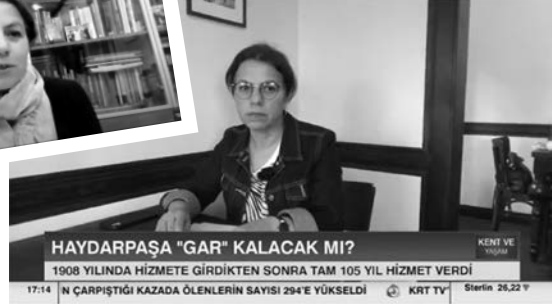 HAYDARPAŞA "GAR" KALACAK MI?
KENT VE
YAŞAM
1908 YILINDA HİZMETE GİRDİKTEN SONRA TAM 105 YIL HİZMET VERDİ
17:14 N ÇARPIŞTIĞI KAZADA ÖLENLERİN SAYISI 294'E YÜKSELDİ KRT TV Sterlin 26,22